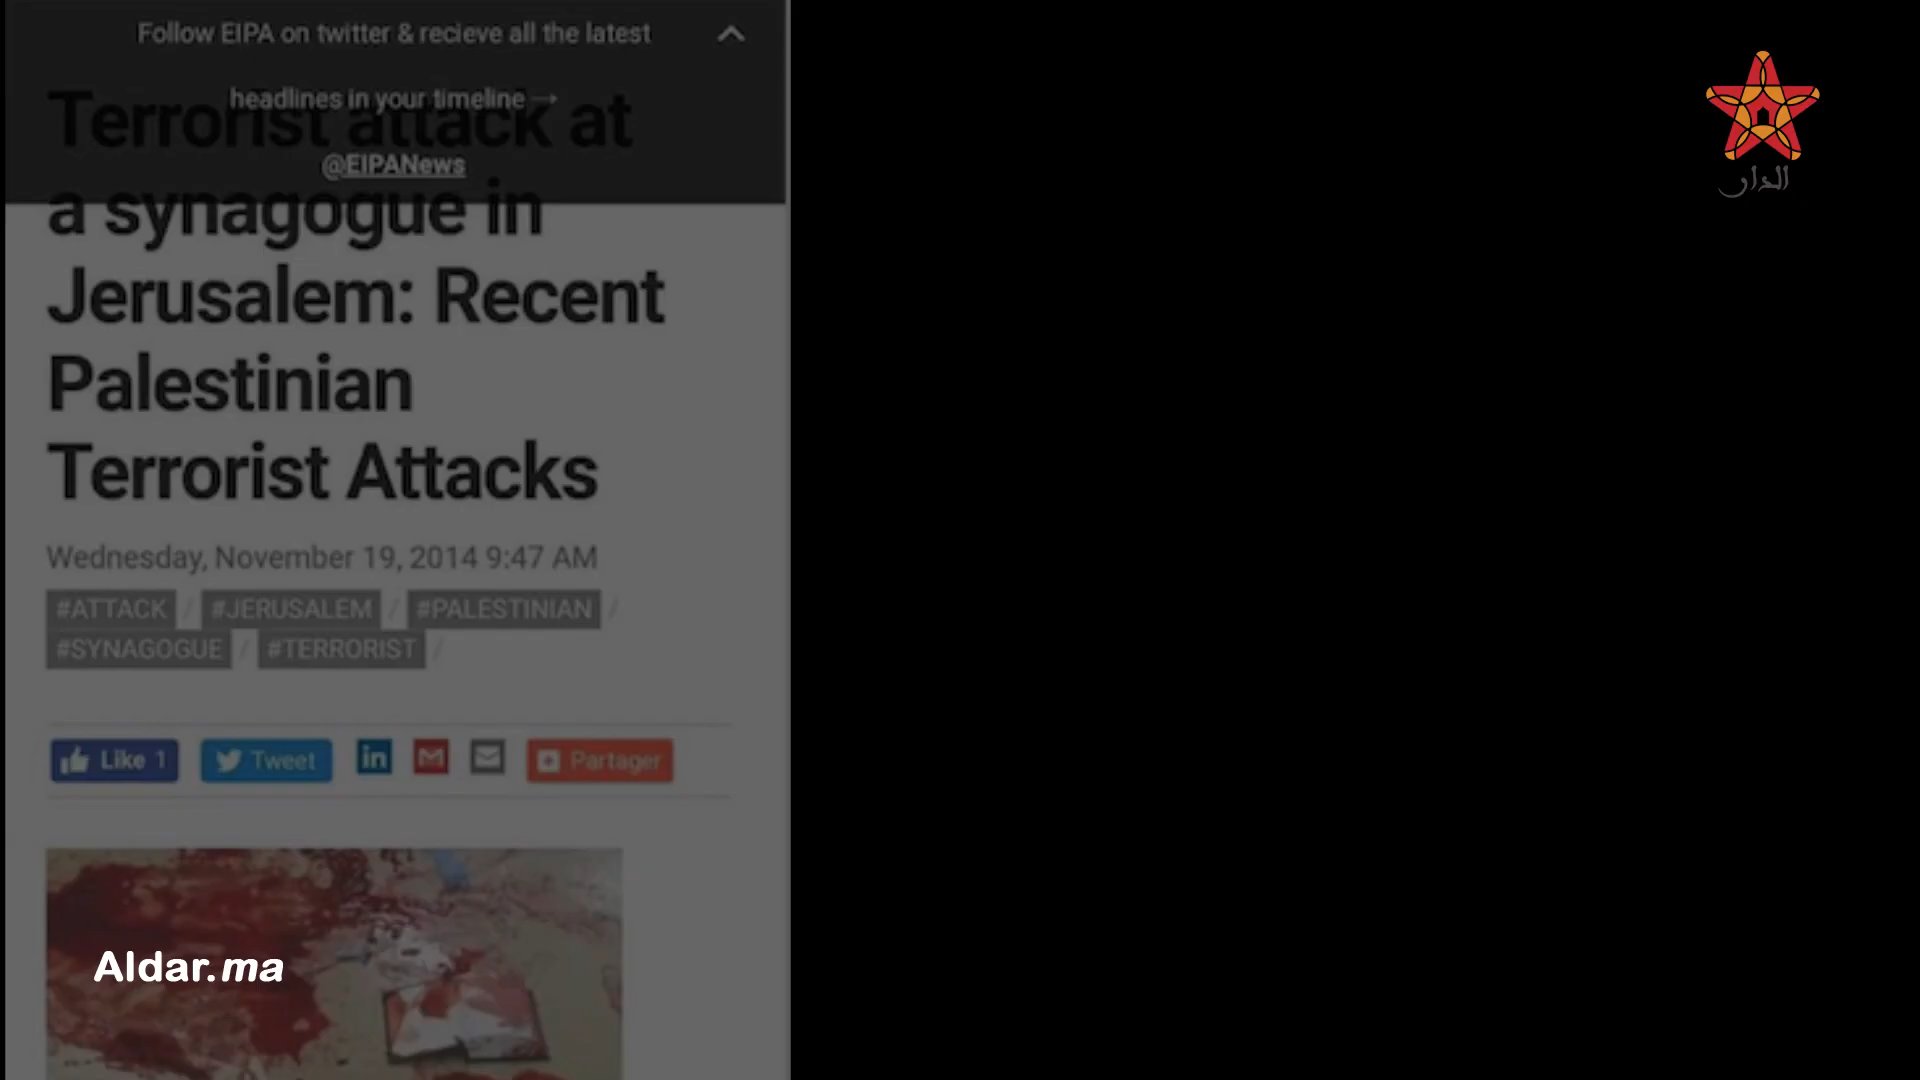 Follow EIPA on twitter & recieve all the latest
headlines in your timeline →
@EIPANews
Terrorist attack at
a synagogue in
Jerusalem: Recent
Palestinian
Terrorist Attacks
Wednesday, November 19, 2014 9:47 AM
#ATTACK / #JERUSALEM / #PALESTINIAN /
#SYNAGOGUE / #TERRORIST /
Like 1 Tweet in Partager
Aldar.ma
الدار